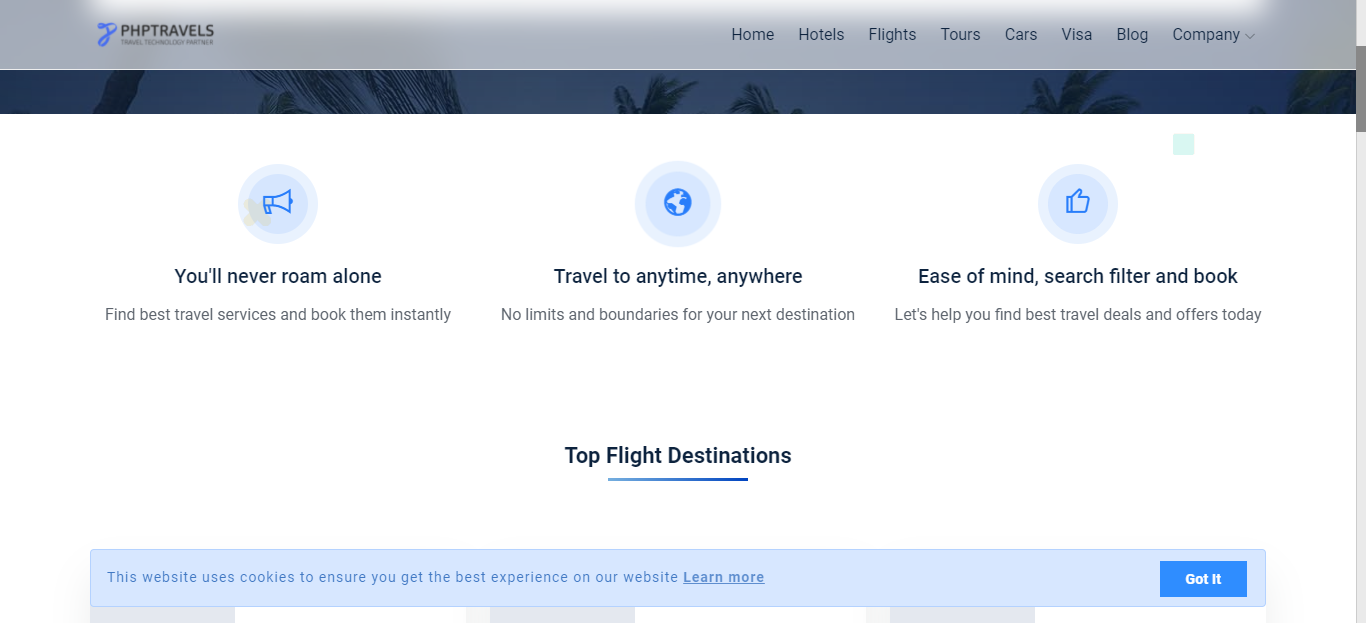 PHPTRAVELS
TRAVEL TECHNOLOGY PARTNER
Home Hotels Flights Tours Cars Visa Blog Company
You'll never roam alone
Find best travel services and book them instantly
Travel to anytime, anywhere
No limits and boundaries for your next destination
Ease of mind, search filter and book
Let's help you find best travel deals and offers today
Top Flight Destinations
This website uses cookies to ensure you get the best experience on our website Learn more
Got It